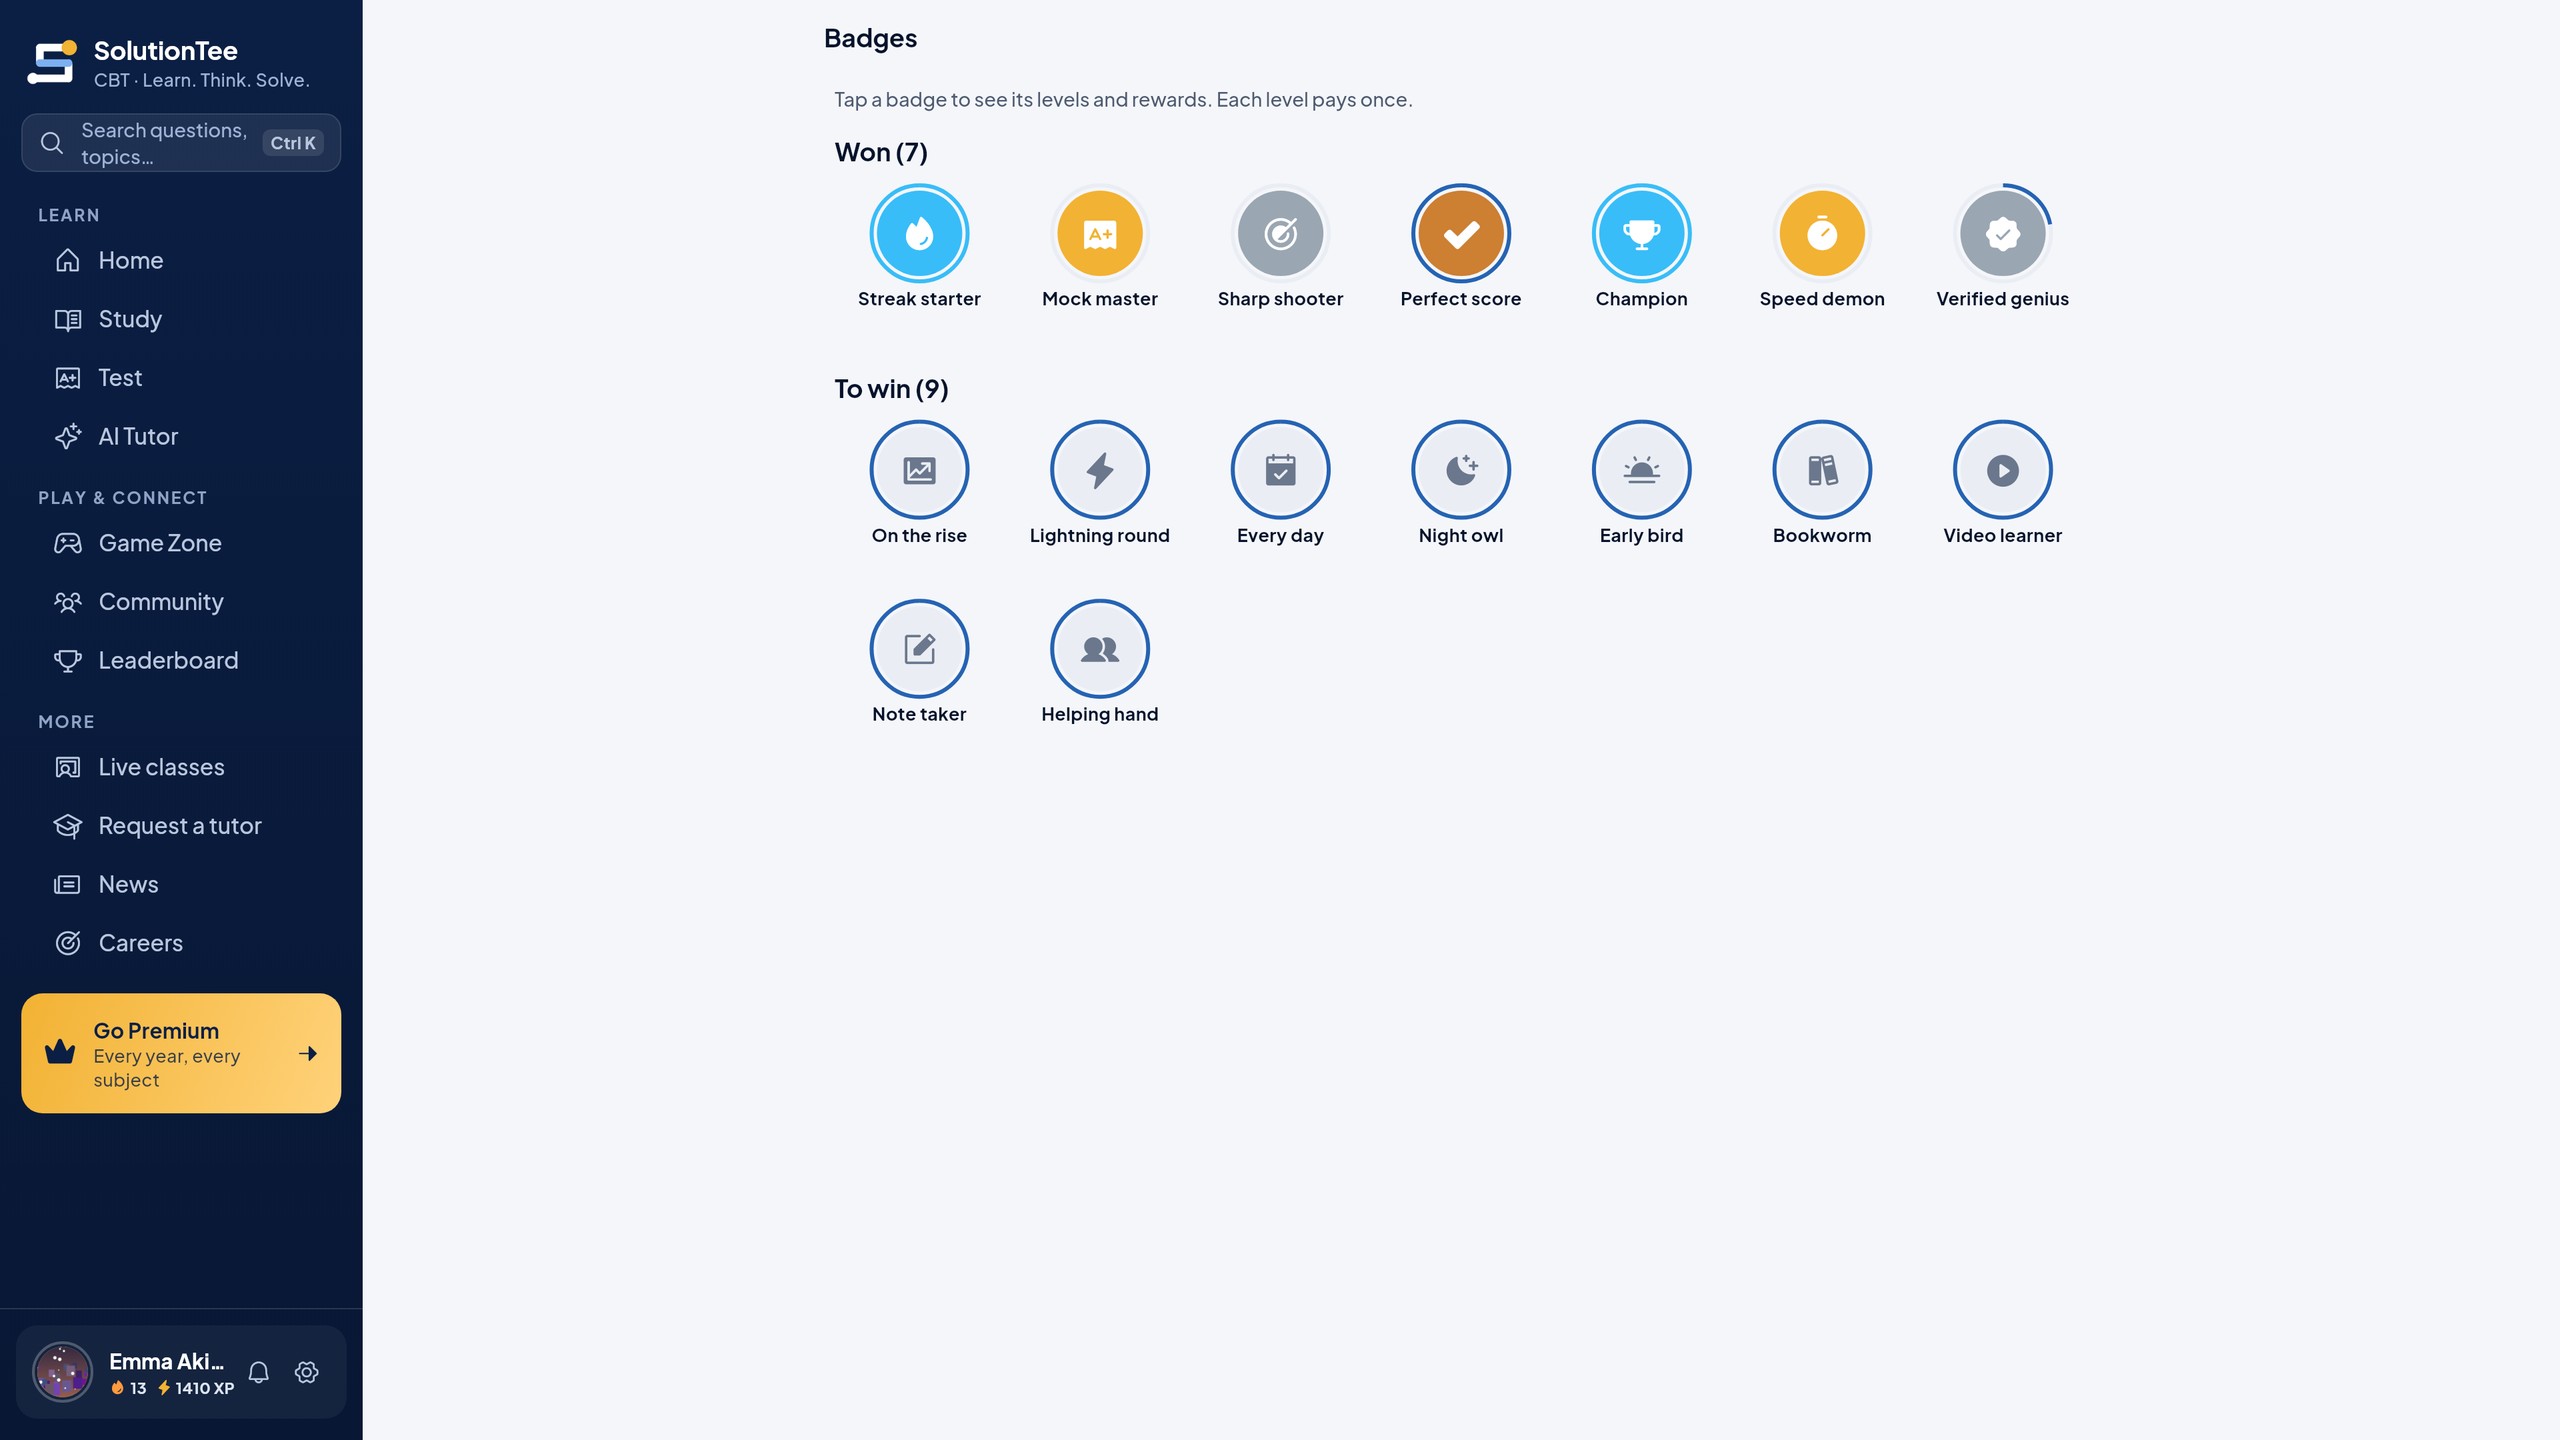 SolutionTee
CBT · Learn. Think. Solve.
Search questions,
topics...
Ctrl K
LEARN
Home
Study
Test
AI Tutor
PLAY & CONNECT
Game Zone
Community
Leaderboard
MORE
Live classes
Request a tutor
News
Careers
Go Premium
Every year, every
subject
Emma Aki...
13 1410 XP
Badges
Tap a badge to see its levels and rewards. Each level pays once.
Won (7)
A+
Streak starter Mock master Sharp shooter Perfect score Champion Speed demon Verified genius
To win (9)
On the rise Lightning round Every day Night owl Early bird Bookworm Video learner
Note taker Helping hand